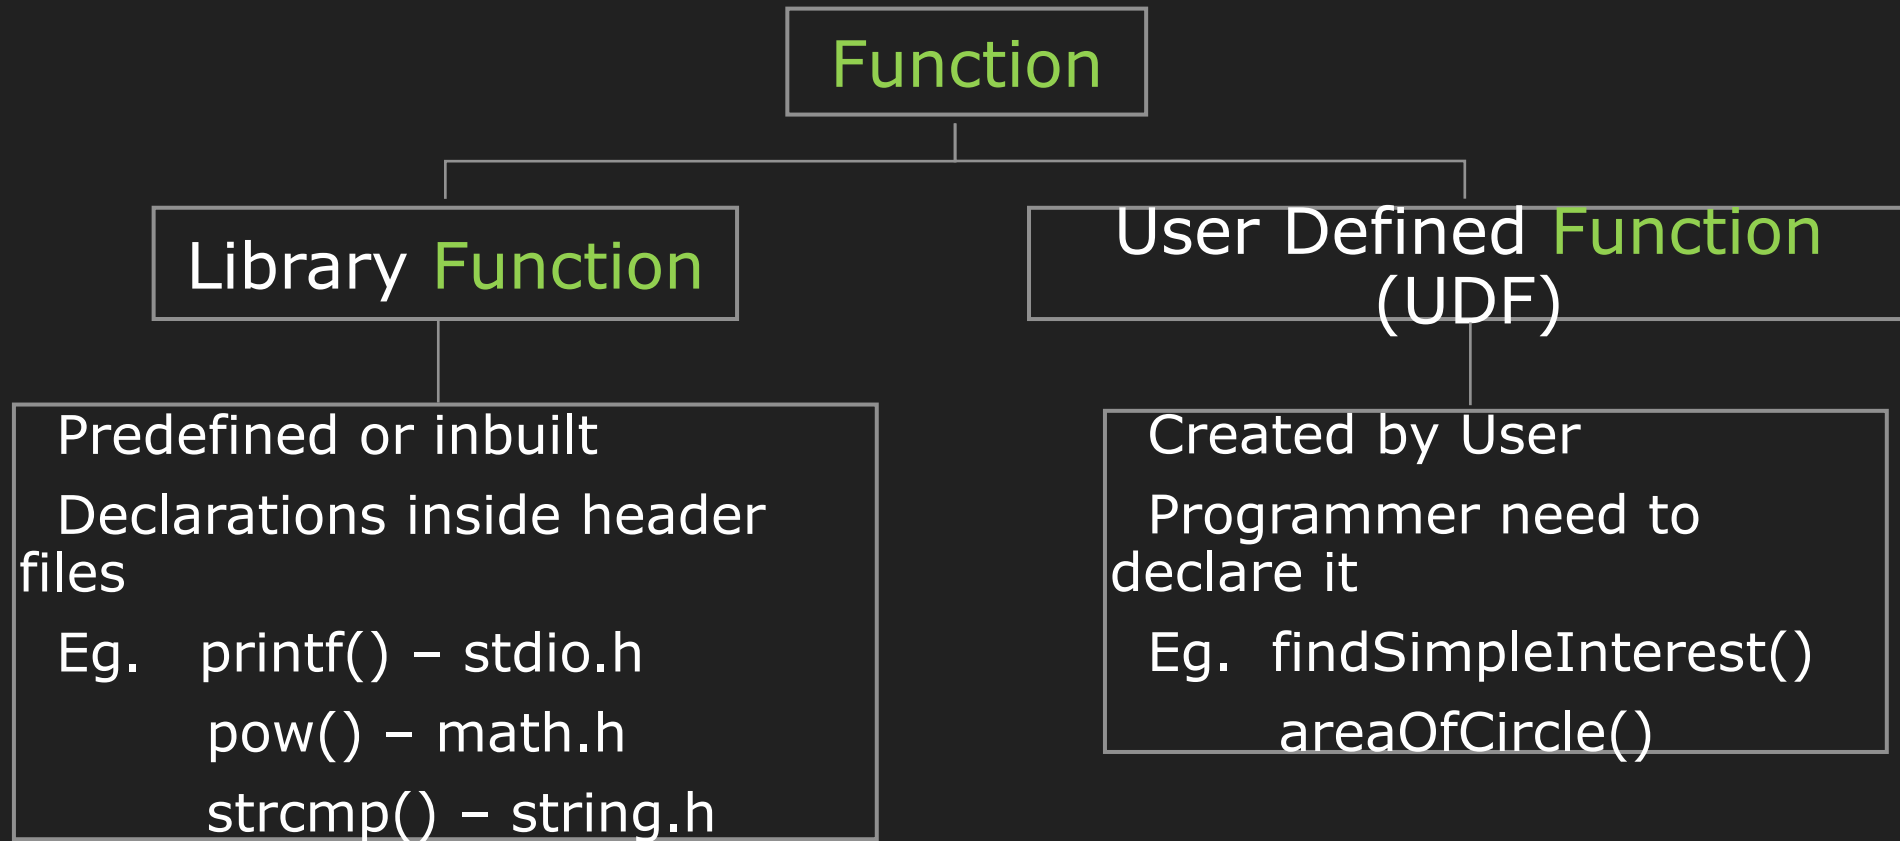 Function
Library Function
User Defined Function
(UDF)
Predefined or inbuilt
Declarations inside header
files
Eg. printf() – stdio.h
pow() – math.h
strcmp() – string.h
Created by User
Programmer need to
declare it
Eg. findSimpleInterest()
areaOfCircle()